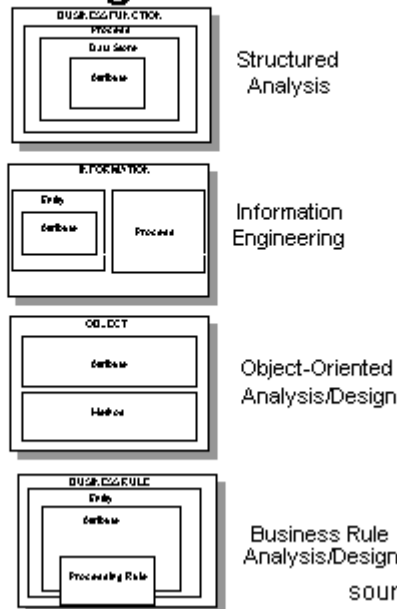 BUSINESS FUNCTION
Process
Data Store
Attribute
Structured
Analysis
INFORMATION
Entity
Attribute
Process
Information
Engineering
OBJECT
Attribute
Method
Object-Oriented
Analysis/Design
BUSINESS RULE
Entity
Attribute
Processing Rule
Business Rule
Analysis/Design
sour